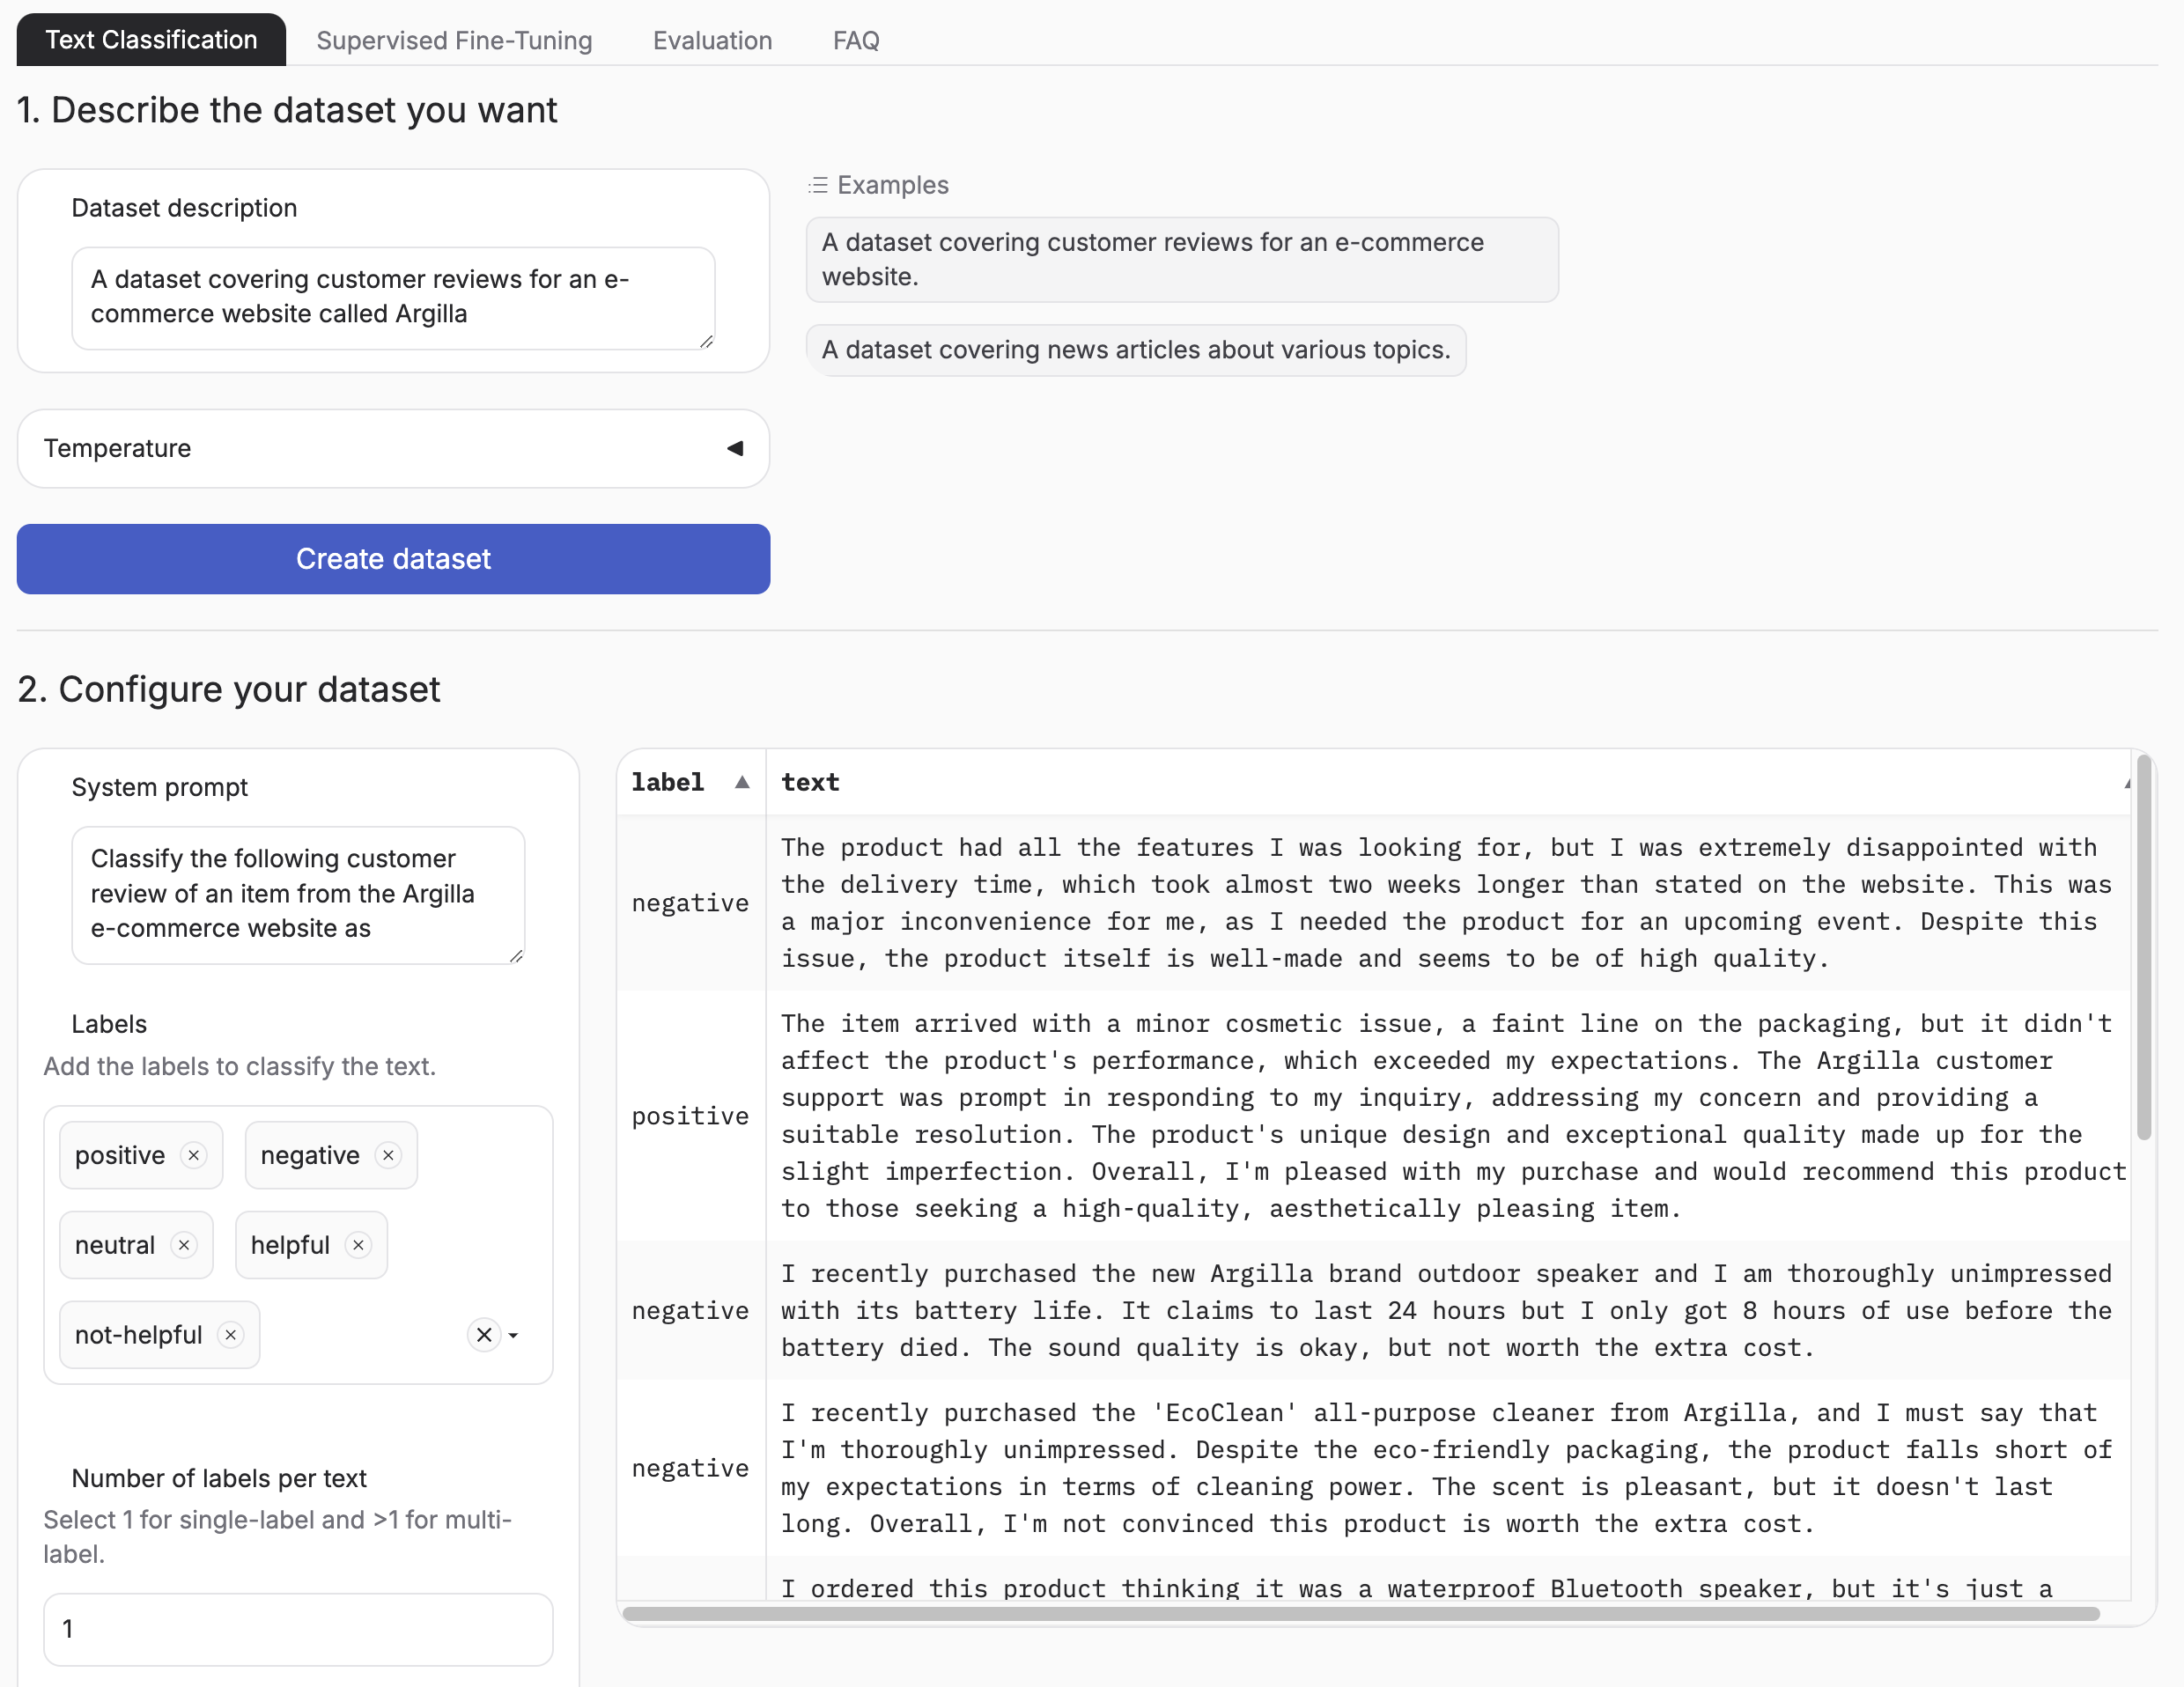 Text Classification
Supervised Fine-Tuning
Evaluation
FAQ
1. Describe the dataset you want
Dataset description
A dataset covering customer reviews for an e-
commerce website called Argilla
Examples
A dataset covering customer reviews for an e-commerce
website.
A dataset covering news articles about various topics.
Temperature
Create dataset
2. Configure your dataset
System prompt
Classify the following customer
review of an item from the Argilla
e-commerce website as
Labels
Add the labels to classify the text.
positive
negative
neutral
helpful
not-helpful
Number of labels per text
Select 1 for single-label and >1 for multi-
label.
1
label
text
negative
The product had all the features I was looking for, but I was extremely disappointed with
the delivery time, which took almost two weeks longer than stated on the website. This was
a major inconvenience for me, as I needed the product for an upcoming event. Despite this
issue, the product itself is well-made and seems to be of high quality.
positive
The item arrived with a minor cosmetic issue, a faint line on the packaging, but it didn't
affect the product's performance, which exceeded my expectations. The Argilla customer
support was prompt in responding to my inquiry, addressing my concern and providing a
suitable resolution. The product's unique design and exceptional quality made up for the
slight imperfection. Overall, I'm pleased with my purchase and would recommend this product
to those seeking a high-quality, aesthetically pleasing item.
negative
I recently purchased the new Argilla brand outdoor speaker and I am thoroughly unimpressed
with its battery life. It claims to last 24 hours but I only got 8 hours of use before the
battery died. The sound quality is okay, but not worth the extra cost.
negative
I recently purchased the 'EcoClean' all-purpose cleaner from Argilla, and I must say that
I'm thoroughly unimpressed. Despite the eco-friendly packaging, the product falls short of
my expectations in terms of cleaning power. The scent is pleasant, but it doesn't last
long. Overall, I'm not convinced this product is worth the extra cost.
I ordered this product thinking it was a waterproof Bluetooth speaker, but it's just a